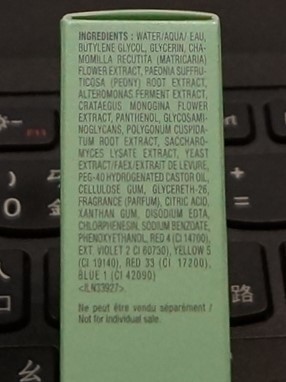 INGREDIENTS : WATER/AQUA/ EAU,
BUTYLENE GLYCOL, GLYCERIN, CHA-
MOMILLA RECUTITA (MATRICARIA)
FLOWER EXTRACT, PAEONIA SUFFRU-
TICOSA (PEONY) ROOT EXTRACT,
ALTEROMONAS FERMENT EXTRACT,
CRATAEGUS MONOGINA FLOWER
EXTRACT, PANTHENOL, GLYCOSAMI-
NOGLYCANS, POLYGONUM CUSPIDA-
TUM ROOT EXTRACT, SACCHARO-
MYCES LYSATE EXTRACT, YEAST
EXTRACT/FAEX/EXTRAIT DE LEVURE,
PEG-40 HYDROGENATED CASTOR OIL,
CELLULOSE GUM, GLYCERETH-26,
FRAGRANCE (PARFUM), CITRIC ACID,
XANTHAN GUM, DISODIUM EDTA,
CHLORPHENESIN, SODIUM BENZOATE,
PHENOXYETHANOL, RED 4 (CI 14700),
EXT. VIOLET 2 (CI 60730), YELLOW 5
(CI 19140), RED 33 (CI 17200),
BLUE 1 (CI 42090)
<ILN33927>
Ne peut être vendu séparément /
Not for individual sale.
F11
)
0
+
=
路